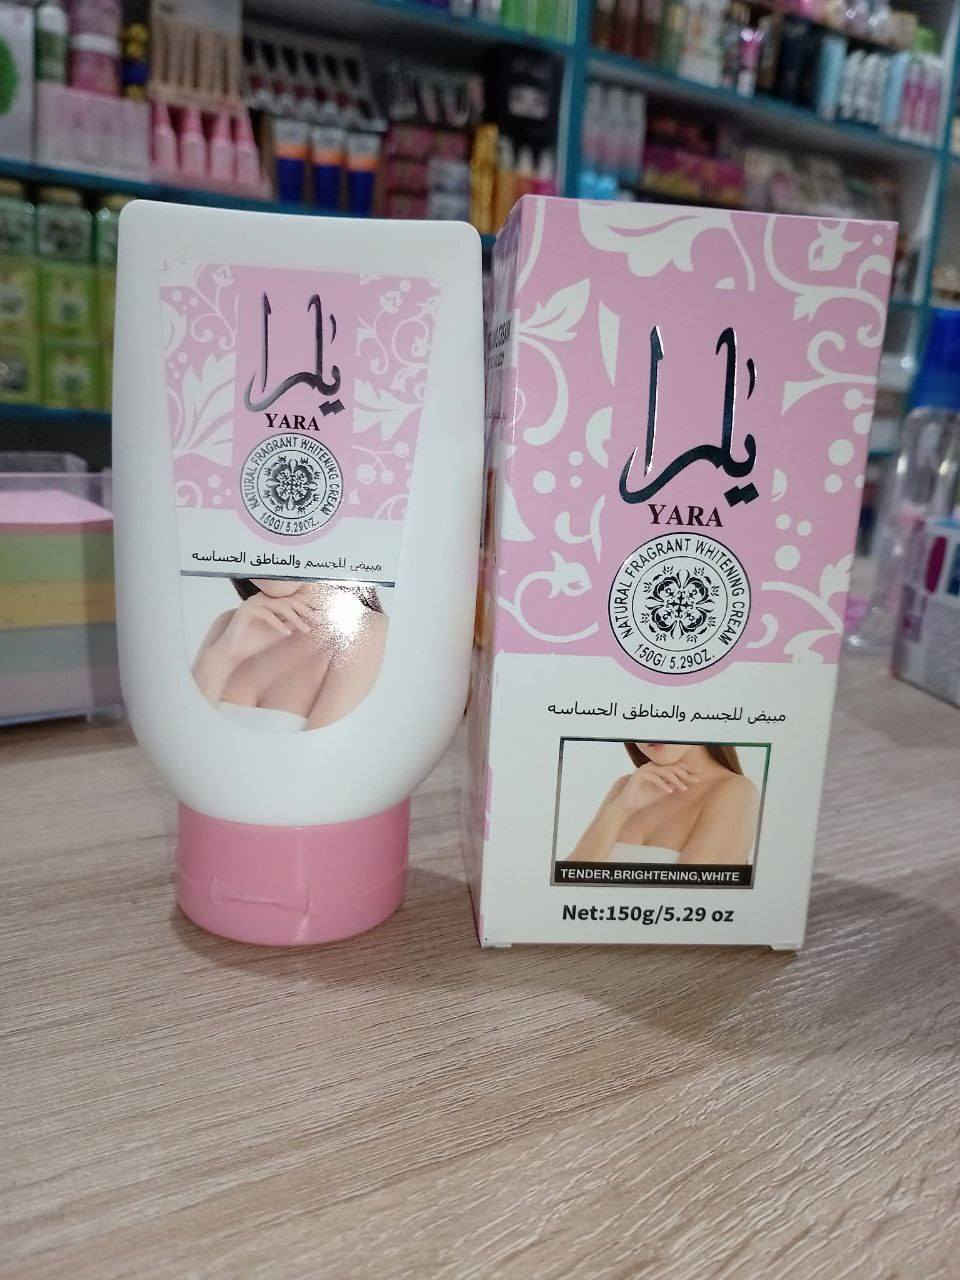 يارا
YARA
NATURAL FRAGRANT WHITENING CREAM
150G/ 5.29OZ.
مبيض للجسم والمناطق الحساسه
يارا
YARA
NATURAL FRAGRANT WHITENING CREAM
150G/ 5.29OZ.
مبيض للجسم والمناطق الحساسه
TENDER,BRIGHTENING,WHITE
Net:150g/5.29 oz